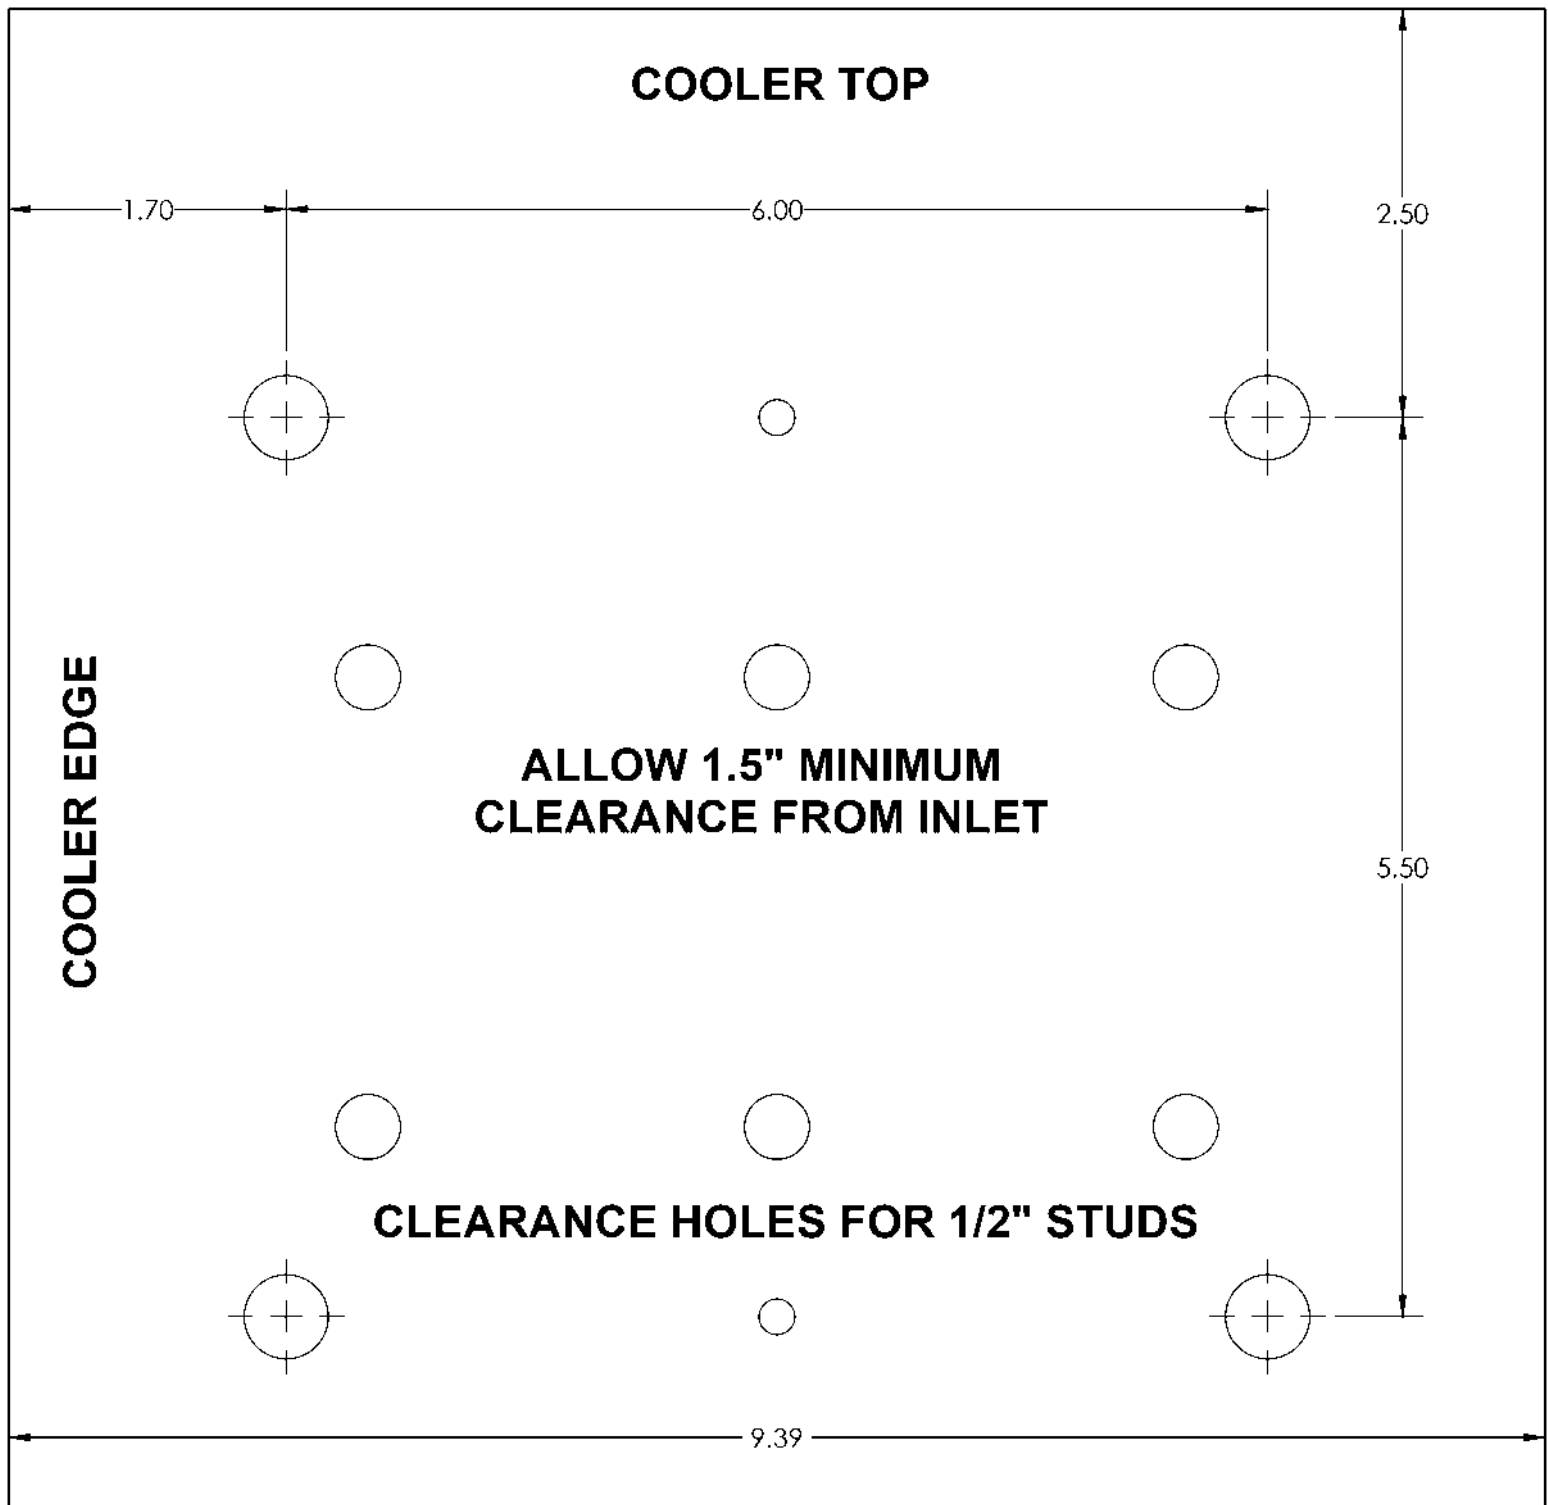 COOLER TOP
1.70
6.00
2.50
COOLER EDGE
ALLOW 1.5" MINIMUM
CLEARANCE FROM INLET
5.50
CLEARANCE HOLES FOR 1/2" STUDS
9.39